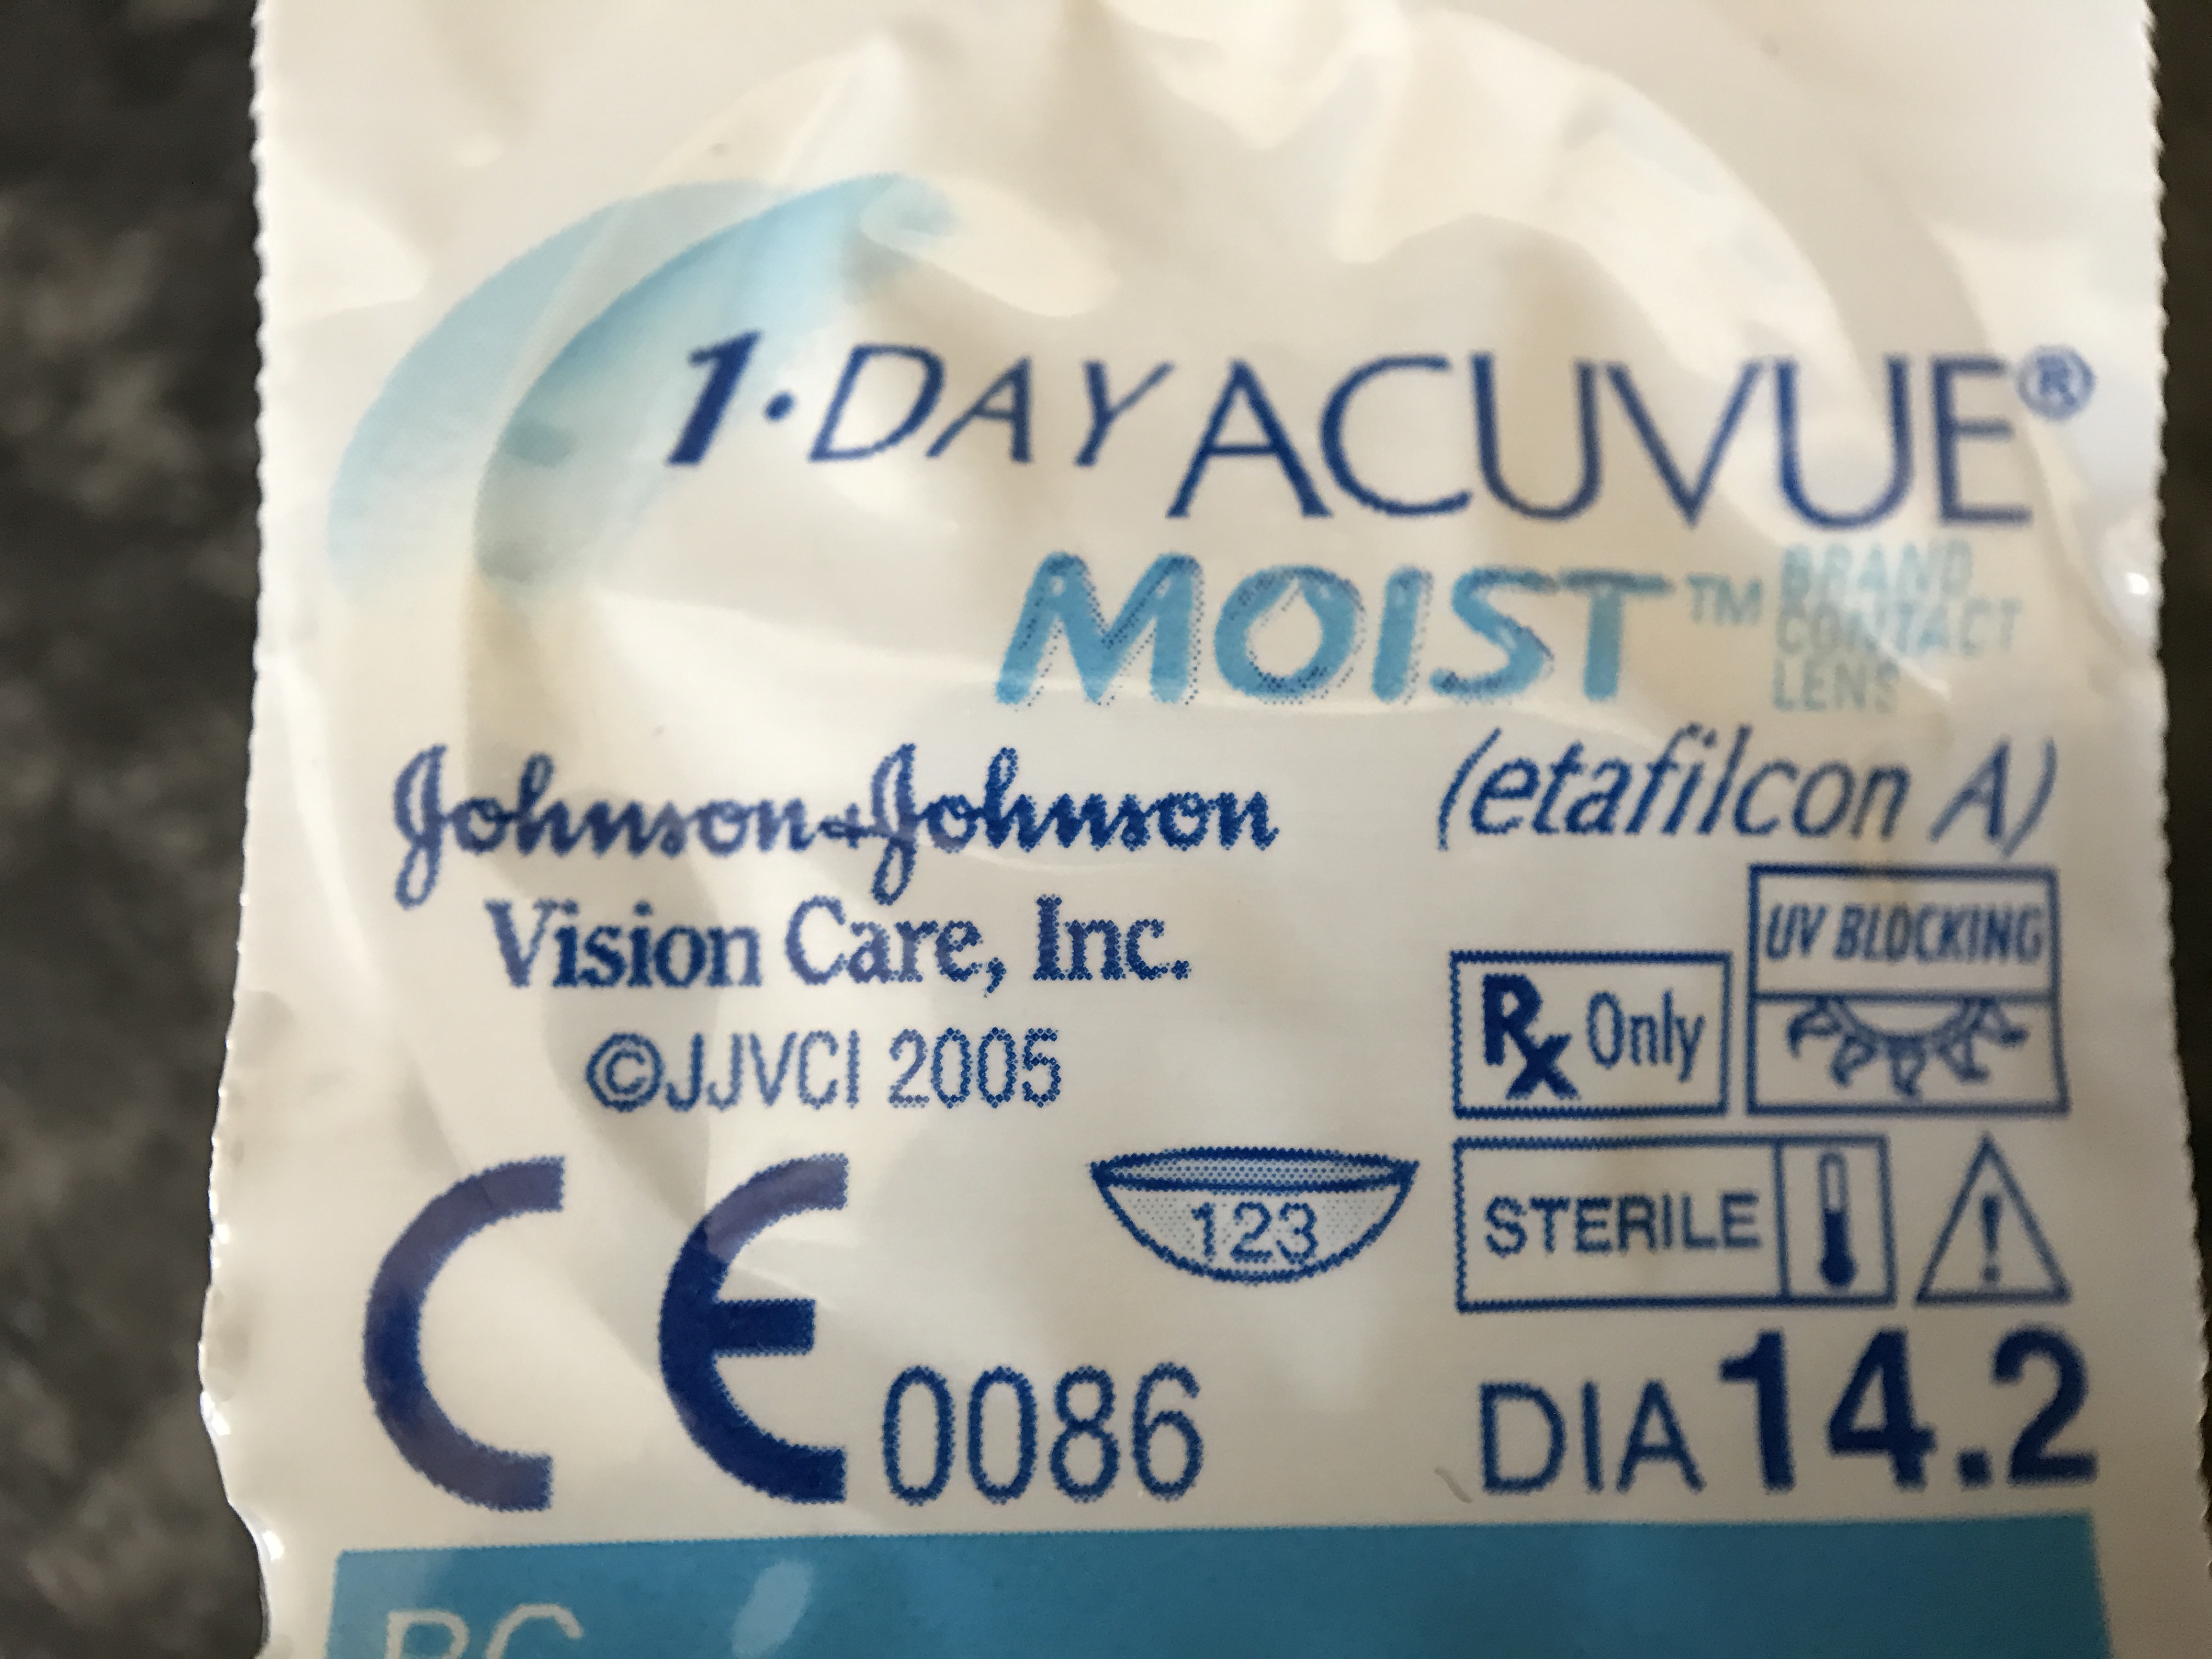 1·DAY ACUVUE®
MOIST™ BRAND
CONTACT
LENS
Johnson+Johnson
(etafilcon A)
Vision Care, Inc.
UV BLOCKING
Rx Only
©JJVCI 2005
123
STERILE
!
CE 0086
DIA 14.2
BC